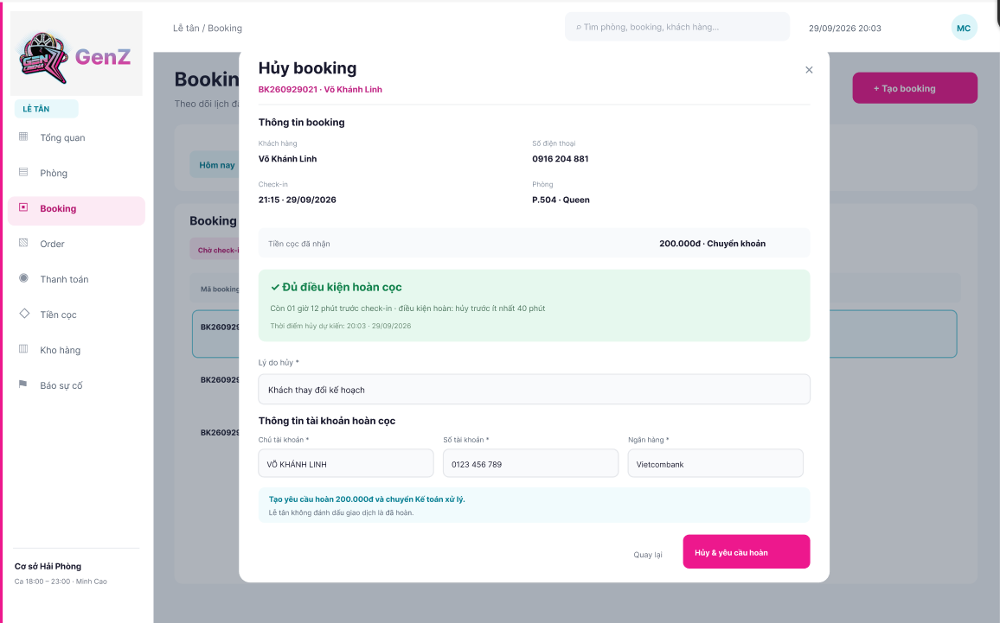 Lễ tân / Booking
⌕ Tìm phòng, booking, khách hàng...
29/09/2026 20:03
MC
GEN Z
GenZ
LỄ TÂN
Tổng quan
Phòng
Booking
Order
Thanh toán
Tiền cọc
Kho hàng
Báo sự cố
Cơ sở Hải Phòng
Ca 18:00 – 23:00 · Minh Cao
Bookin
Theo dõi lịch đ
+ Tạo booking
Hôm nay
Booking
Chờ check-i
Mã booking
BK260929
BK260929
BK260929
Hủy booking
BK260929021 · Võ Khánh Linh
Thông tin booking
Khách hàng
Số điện thoại
Võ Khánh Linh
0916 204 881
Check-in
Phòng
21:15 · 29/09/2026
P.504 · Queen
Tiền cọc đã nhận
200.000đ · Chuyển khoản
✓ Đủ điều kiện hoàn cọc
Còn 01 giờ 12 phút trước check-in · điều kiện hoàn: hủy trước ít nhất 40 phút
Thời điểm hủy dự kiến: 20:03 · 29/09/2026
Lý do hủy *
Khách thay đổi kế hoạch
Thông tin tài khoản hoàn cọc
Chủ tài khoản *
Số tài khoản *
Ngân hàng *
VÕ KHÁNH LINH
0123 456 789
Vietcombank
Tạo yêu cầu hoàn 200.000đ và chuyển Kế toán xử lý.
Lễ tân không đánh dấu giao dịch là đã hoàn.
Quay lại
Hủy & yêu cầu hoàn